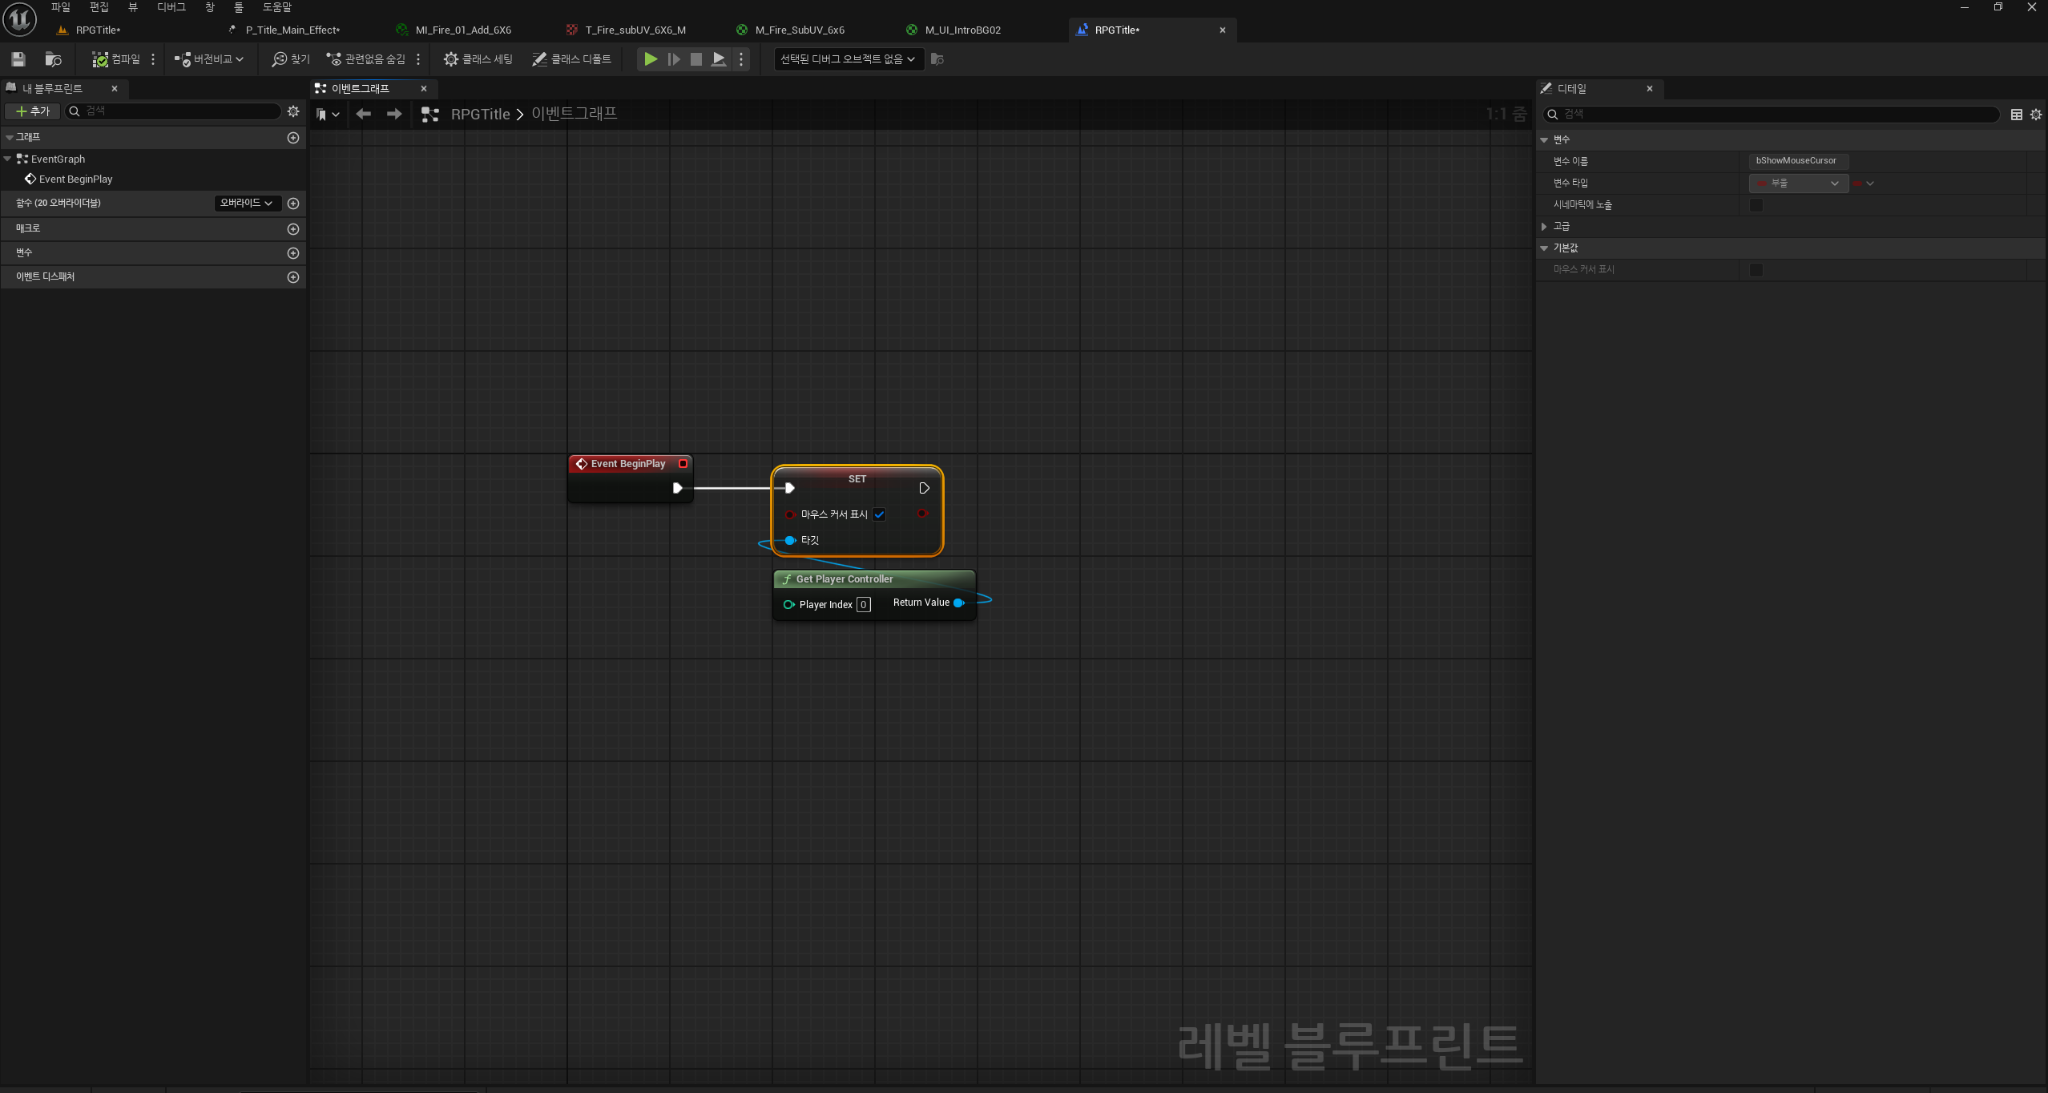 파일 편집 뷰 디버그 창 툴 도움말
RPGTitle* P_Title_Main_Effect* MI_Fire_01_Add_6X6 T_Fire_subUV_6X6_M M_Fire_SubUV_6x6 M_UI_IntroBG02 RPGTitle*
컴파일 버전비교 찾기 관련없음 숨김 클래스 세팅 클래스 디폴트 선택된 디버그 오브젝트 없음
내 블루프린트 이벤트그래프 디테일
+ 추가 검색
RPGTitle > 이벤트그래프 1:1 줌
검색
그래프
EventGraph
Event BeginPlay
함수 (20 오버라이더블) 오버라이드
매크로
변수
이벤트 디스패처
Event BeginPlay
SET
마우스 커서 표시
타깃
Get Player Controller
Player Index 0 Return Value
변수
변수 이름 bShowMouseCursor
변수 타입 부울
시네마틱에 노출
고급
기본값
마우스 커서 표시
레벨 블루프린트